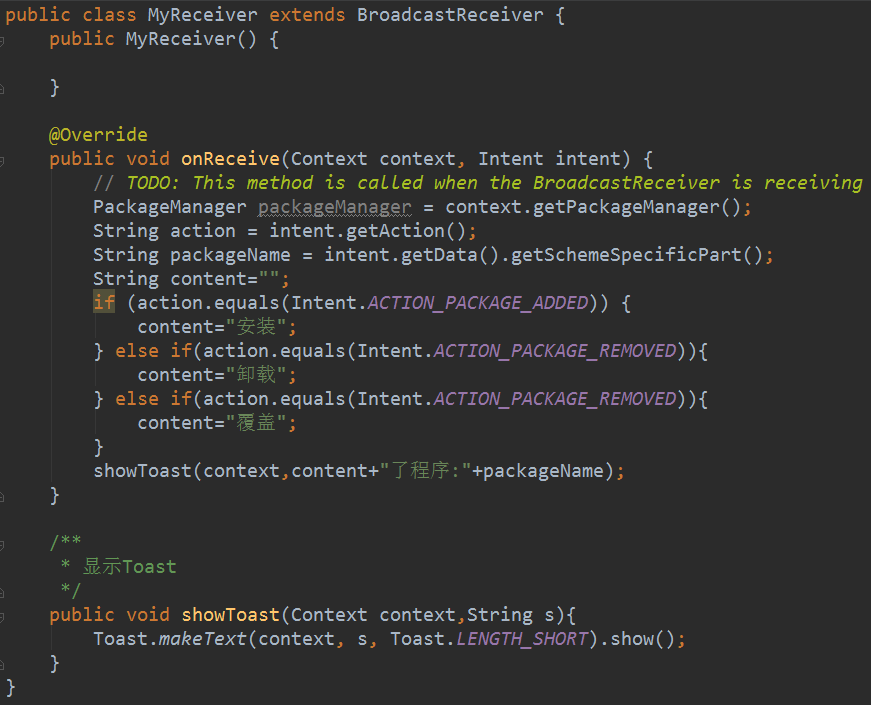 public class MyReceiver extends BroadcastReceiver {
    public MyReceiver() {

    }

    @Override
    public void onReceive(Context context, Intent intent) {
        // TODO: This method is called when the BroadcastReceiver is receiving
        PackageManager packageManager = context.getPackageManager();
        String action = intent.getAction();
        String packageName = intent.getData().getSchemeSpecificPart();
        String content="";
        if (action.equals(Intent.ACTION_PACKAGE_ADDED)) {
            content="安装";
        } else if(action.equals(Intent.ACTION_PACKAGE_REMOVED)){
            content="卸载";
        } else if(action.equals(Intent.ACTION_PACKAGE_REMOVED)){
            content="覆盖";
        }
        showToast(context,content+"了程序:"+packageName);
    }

    /**
     * 显示Toast
     */
    public void showToast(Context context,String s){
        Toast.makeText(context, s, Toast.LENGTH_SHORT).show();
    }
}